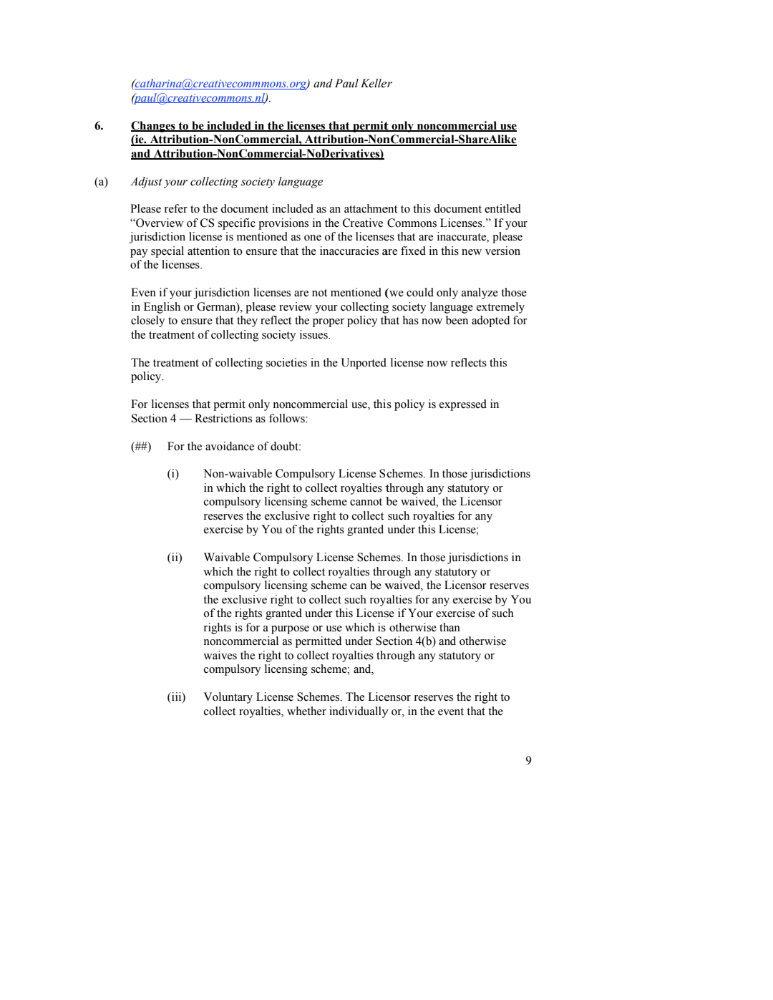 (catharina@creativecommmons.org) and Paul Keller
(paul@creativecommons.nl).
6. Changes to be included in the licenses that permit only noncommercial use
(ie. Attribution-NonCommercial, Attribution-NonCommercial-ShareAlike
and Attribution-NonCommercial-NoDerivatives)
(a) Adjust your collecting society language
Please refer to the document included as an attachment to this document entitled
“Overview of CS specific provisions in the Creative Commons Licenses.” If your
jurisdiction license is mentioned as one of the licenses that are inaccurate, please
pay special attention to ensure that the inaccuracies are fixed in this new version
of the licenses.
Even if your jurisdiction licenses are not mentioned (we could only analyze those
in English or German), please review your collecting society language extremely
closely to ensure that they reflect the proper policy that has now been adopted for
the treatment of collecting society issues.
The treatment of collecting societies in the Unported license now reflects this
policy.
For licenses that permit only noncommercial use, this policy is expressed in
Section 4 — Restrictions as follows:
(##) For the avoidance of doubt:
(i) Non-waivable Compulsory License Schemes. In those jurisdictions
in which the right to collect royalties through any statutory or
compulsory licensing scheme cannot be waived, the Licensor
reserves the exclusive right to collect such royalties for any
exercise by You of the rights granted under this License;
(ii) Waivable Compulsory License Schemes. In those jurisdictions in
which the right to collect royalties through any statutory or
compulsory licensing scheme can be waived, the Licensor reserves
the exclusive right to collect such royalties for any exercise by You
of the rights granted under this License if Your exercise of such
rights is for a purpose or use which is otherwise than
noncommercial as permitted under Section 4(b) and otherwise
waives the right to collect royalties through any statutory or
compulsory licensing scheme; and,
(iii) Voluntary License Schemes. The Licensor reserves the right to
collect royalties, whether individually or, in the event that the
9